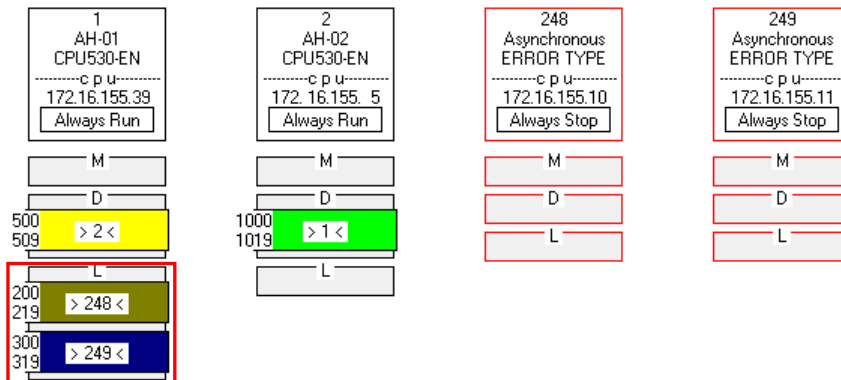 1
AH-01
CPU530-EN
--------c p u--------
172.16.155.39
Always Run
M
D
500
509
> 2 <
L
200
219
> 248 <
300
319
> 249 <
2
AH-02
CPU530-EN
--------c p u--------
172. 16.155.  5
Always Run
M
D
1000
1019
> 1 <
L
248
Asynchronous
ERROR TYPE
--------c p u--------
172.16.155.10
Always Stop
M
D
L
249
Asynchronous
ERROR TYPE
--------c p u--------
172.16.155.11
Always Stop
M
D
L